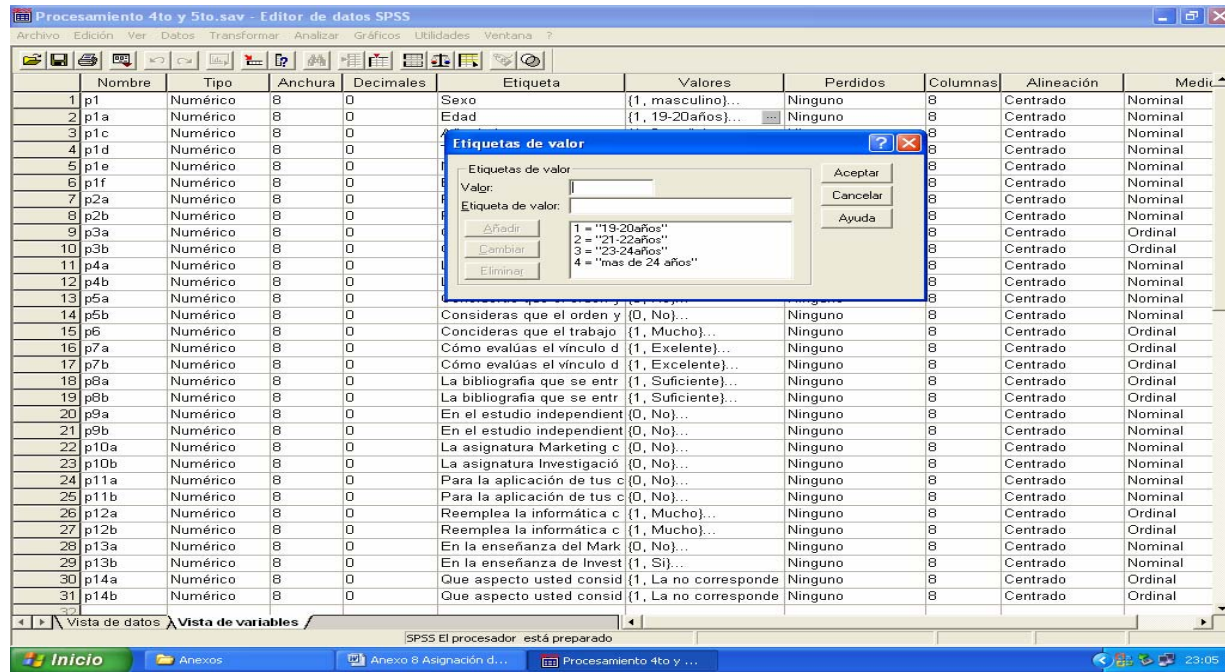 Procesamiento 4to y 5to.sav - Editor de datos SPSS
Archivo Edición Ver Datos Transformar Analizar Gráficos Utilidades Ventana ?
Nombre Tipo Anchura Decimales Etiqueta Valores Perdidos Columnas Alineación
1 p1 Numérico 8 0 Sexo {1, masculino}... Ninguno 8 Centrado Nominal
2 p1a Numérico 8 0 Edad {1, 19-20años}... Ninguno 8 Centrado Nominal
3 p1c Numérico 8 0 8 Centrado Nominal
4 p1d Numérico 8 0 8 Centrado Nominal
5 p1e Numérico 8 0 8 Centrado Nominal
6 p1f Numérico 8 0 8 Centrado Nominal
7 p2a Numérico 8 0 8 Centrado Nominal
8 p2b Numérico 8 0 8 Centrado Nominal
9 p3a Numérico 8 0 8 Centrado Ordinal
10 p3b Numérico 8 0 8 Centrado Ordinal
11 p4a Numérico 8 0 8 Centrado Nominal
12 p4b Numérico 8 0 8 Centrado Nominal
13 p5a Numérico 8 0 Ninguno 8 Centrado Nominal
Etiquetas de valor
Etiquetas de valor
Valor:
Etiqueta de valor:
Añadir
Cambiar
Eliminar
1 = "19-20años"
2 = "21-22años"
3 = "23-24años"
4 = "mas de 24 años"
Aceptar
Cancelar
Ayuda
14 p5b Numérico 8 0 Consideras que el orden y {0, No}... Ninguno 8 Centrado Nominal
15 p6 Numérico 8 0 Concideras que el trabajo {1, Mucho}... Ninguno 8 Centrado Ordinal
16 p7a Numérico 8 0 Cómo evalúas el vínculo d {1, Exelente}... Ninguno 8 Centrado Ordinal
17 p7b Numérico 8 0 Cómo evalúas el vínculo d {1, Excelente}... Ninguno 8 Centrado Ordinal
18 p8a Numérico 8 0 La bibliografia que se entr {1, Suficiente}... Ninguno 8 Centrado Ordinal
19 p8b Numérico 8 0 La bibliografia que se entr {1, Suficiente}... Ninguno 8 Centrado Ordinal
20 p9a Numérico 8 0 En el estudio independient {0, No}... Ninguno 8 Centrado Nominal
21 p9b Numérico 8 0 En el estudio independient {0, No}... Ninguno 8 Centrado Nominal
22 p10a Numérico 8 0 La asignatura Marketing c {0, No}... Ninguno 8 Centrado Nominal
23 p10b Numérico 8 0 La asignatura Investigació {0, No}... Ninguno 8 Centrado Nominal
24 p11a Numérico 8 0 Para la aplicación de tus c {0, No}... Ninguno 8 Centrado Nominal
25 p11b Numérico 8 0 Para la aplicación de tus c {0, No}... Ninguno 8 Centrado Nominal
26 p12a Numérico 8 0 Reemplea la informática c {1, Mucho}... Ninguno 8 Centrado Ordinal
27 p12b Numérico 8 0 Reemplea la informática c {1, Mucho}... Ninguno 8 Centrado Ordinal
28 p13a Numérico 8 0 En la enseñanza del Mark {0, No}... Ninguno 8 Centrado Nominal
29 p13b Numérico 8 0 En la enseñanza de Invest {1, Si}... Ninguno 8 Centrado Nominal
30 p14a Numérico 8 0 Que aspecto usted consid {1, La no corresponde Ninguno 8 Centrado Ordinal
31 p14b Numérico 8 0 Que aspecto usted consid {1, La no corresponde Ninguno 8 Centrado Ordinal
Vista de datos Vista de variables
SPSS El procesador está preparado
Inicio Anexos Anexo 8 Asignación d... Procesamiento 4to y ... 23:05